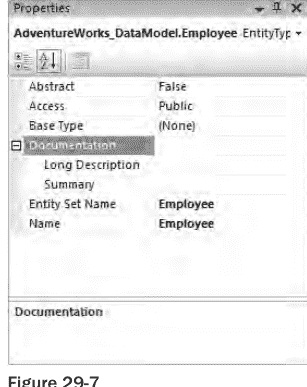 Properties
AdventureWorks_DataModel.Employee EntityTyp
Abstract False
Access Public
Base Type (None)
Documentation
Long Description
Summary
Entity Set Name Employee
Name Employee
Documentation
Figure 29-7